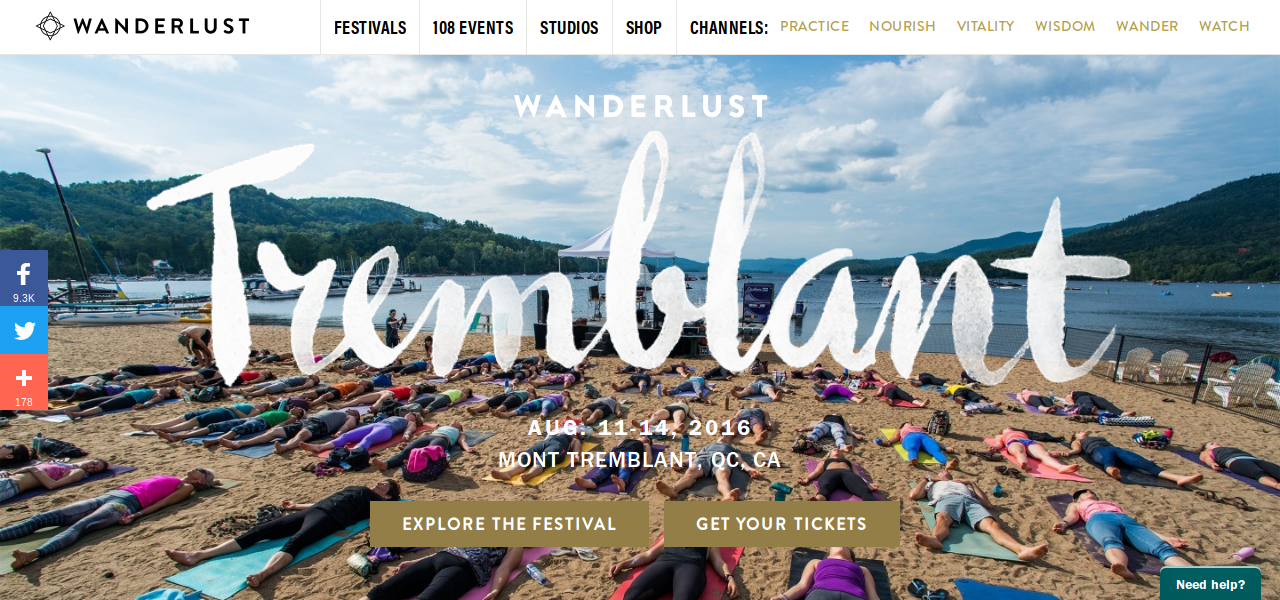 WANDERLUST
FESTIVALS
108 EVENTS
STUDIOS
SHOP
CHANNELS:
PRACTICE
NOURISH
VITALITY
WISDOM
WANDER
WATCH
WANDERLUST
Tremblant
9.3K
178
AUG. 11-14, 2016
MONT TREMBLANT, QC, CA
EXPLORE THE FESTIVAL
GET YOUR TICKETS
Need help?